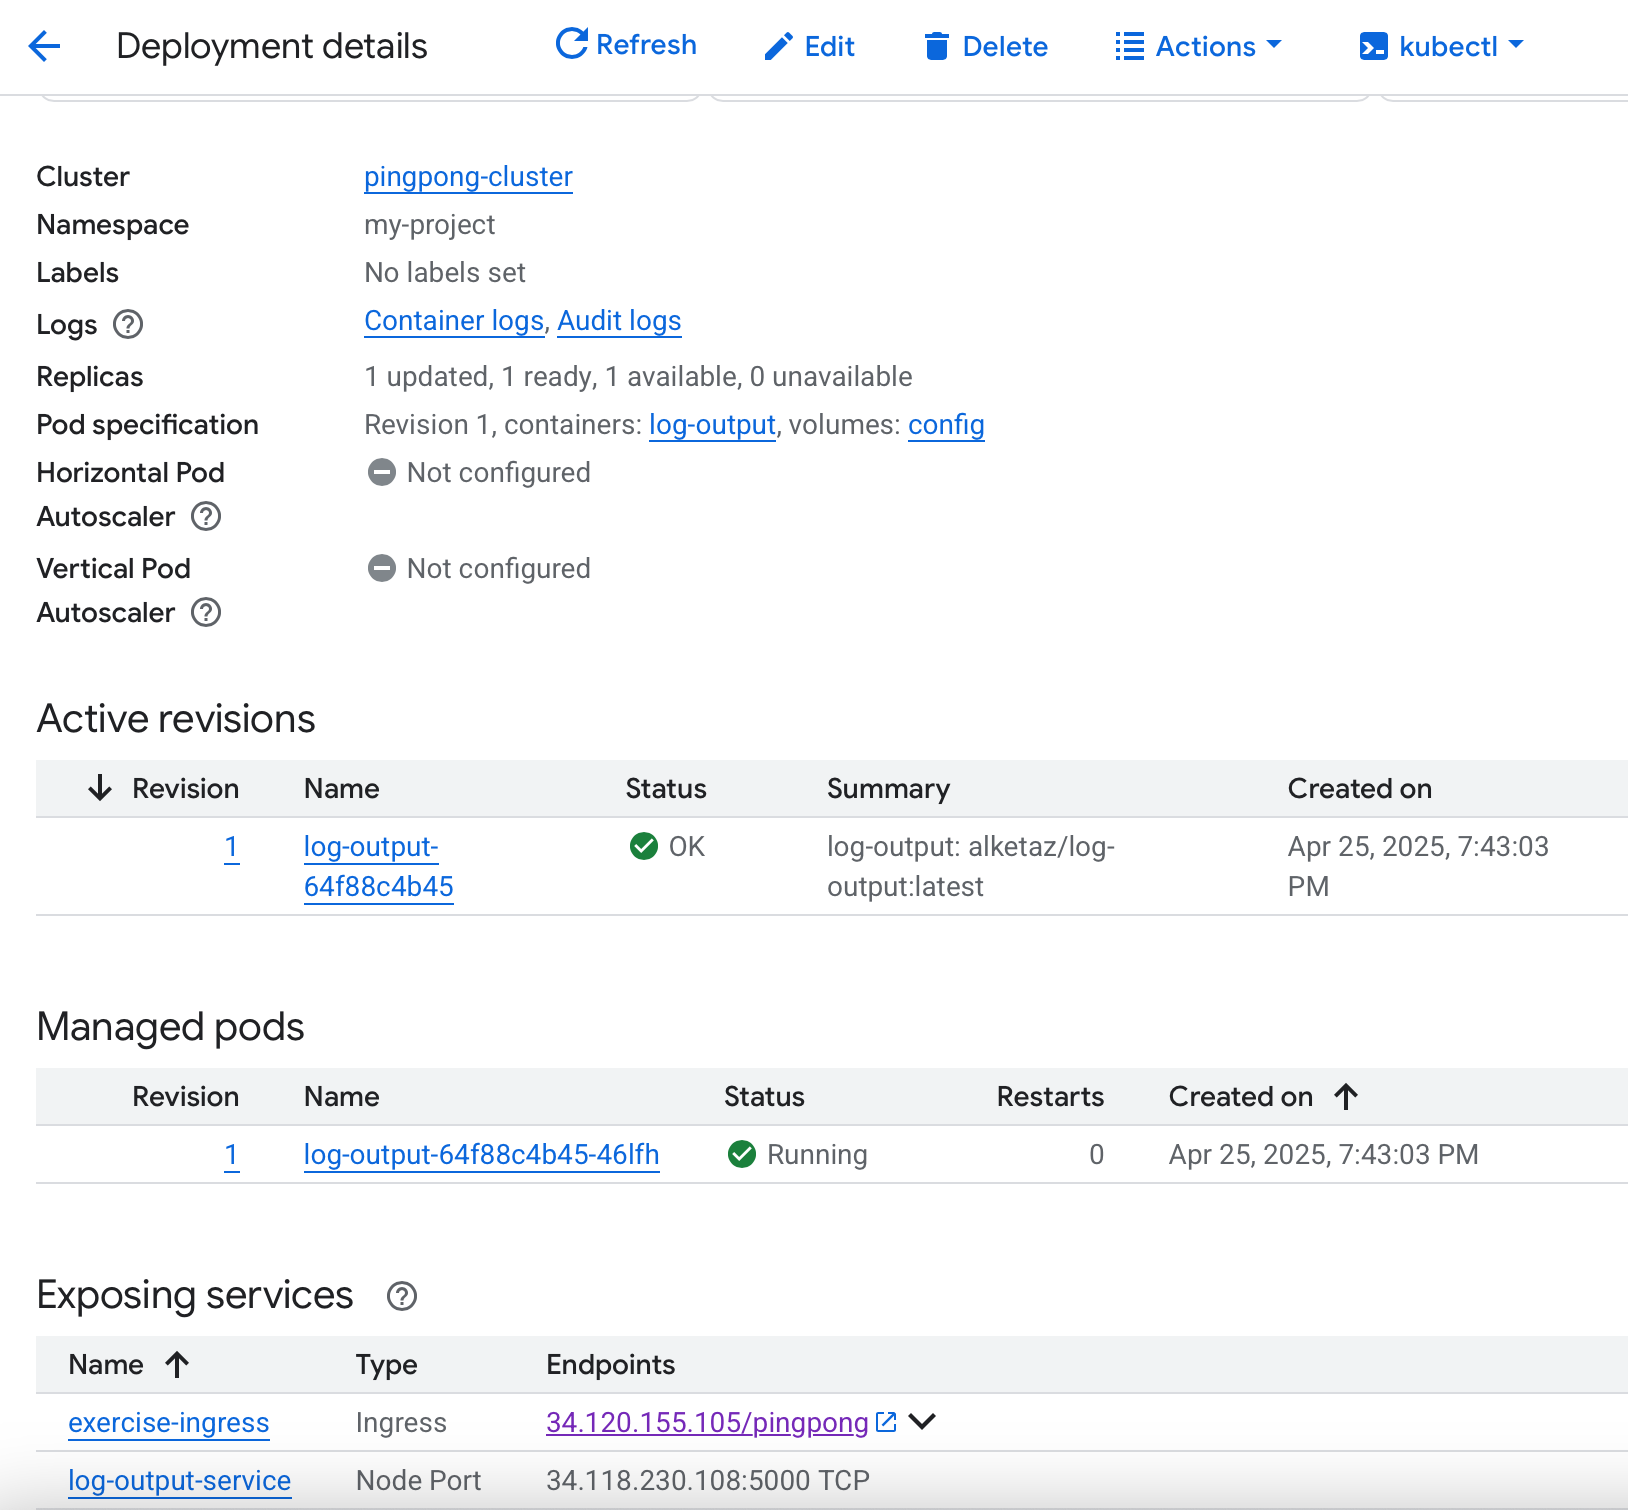 Deployment details Refresh Edit Delete Actions kubectl
Cluster pingpong-cluster
Namespace my-project
Labels No labels set
Logs Container logs, Audit logs
Replicas 1 updated, 1 ready, 1 available, 0 unavailable
Pod specification Revision 1, containers: log-output, volumes: config
Horizontal Pod Not configured
Autoscaler
Vertical Pod Not configured
Autoscaler
Active revisions
Revision Name Status Summary Created on
1 log-output- OK log-output: alketaz/log- Apr 25, 2025, 7:43:03
64f88c4b45 output:latest PM
Managed pods
Revision Name Status Restarts Created on
1 log-output-64f88c4b45-46lfh Running 0 Apr 25, 2025, 7:43:03 PM
Exposing services
Name Type Endpoints
exercise-ingress Ingress 34.120.155.105/pingpong
log-output-service Node Port 34.118.230.108:5000 TCP